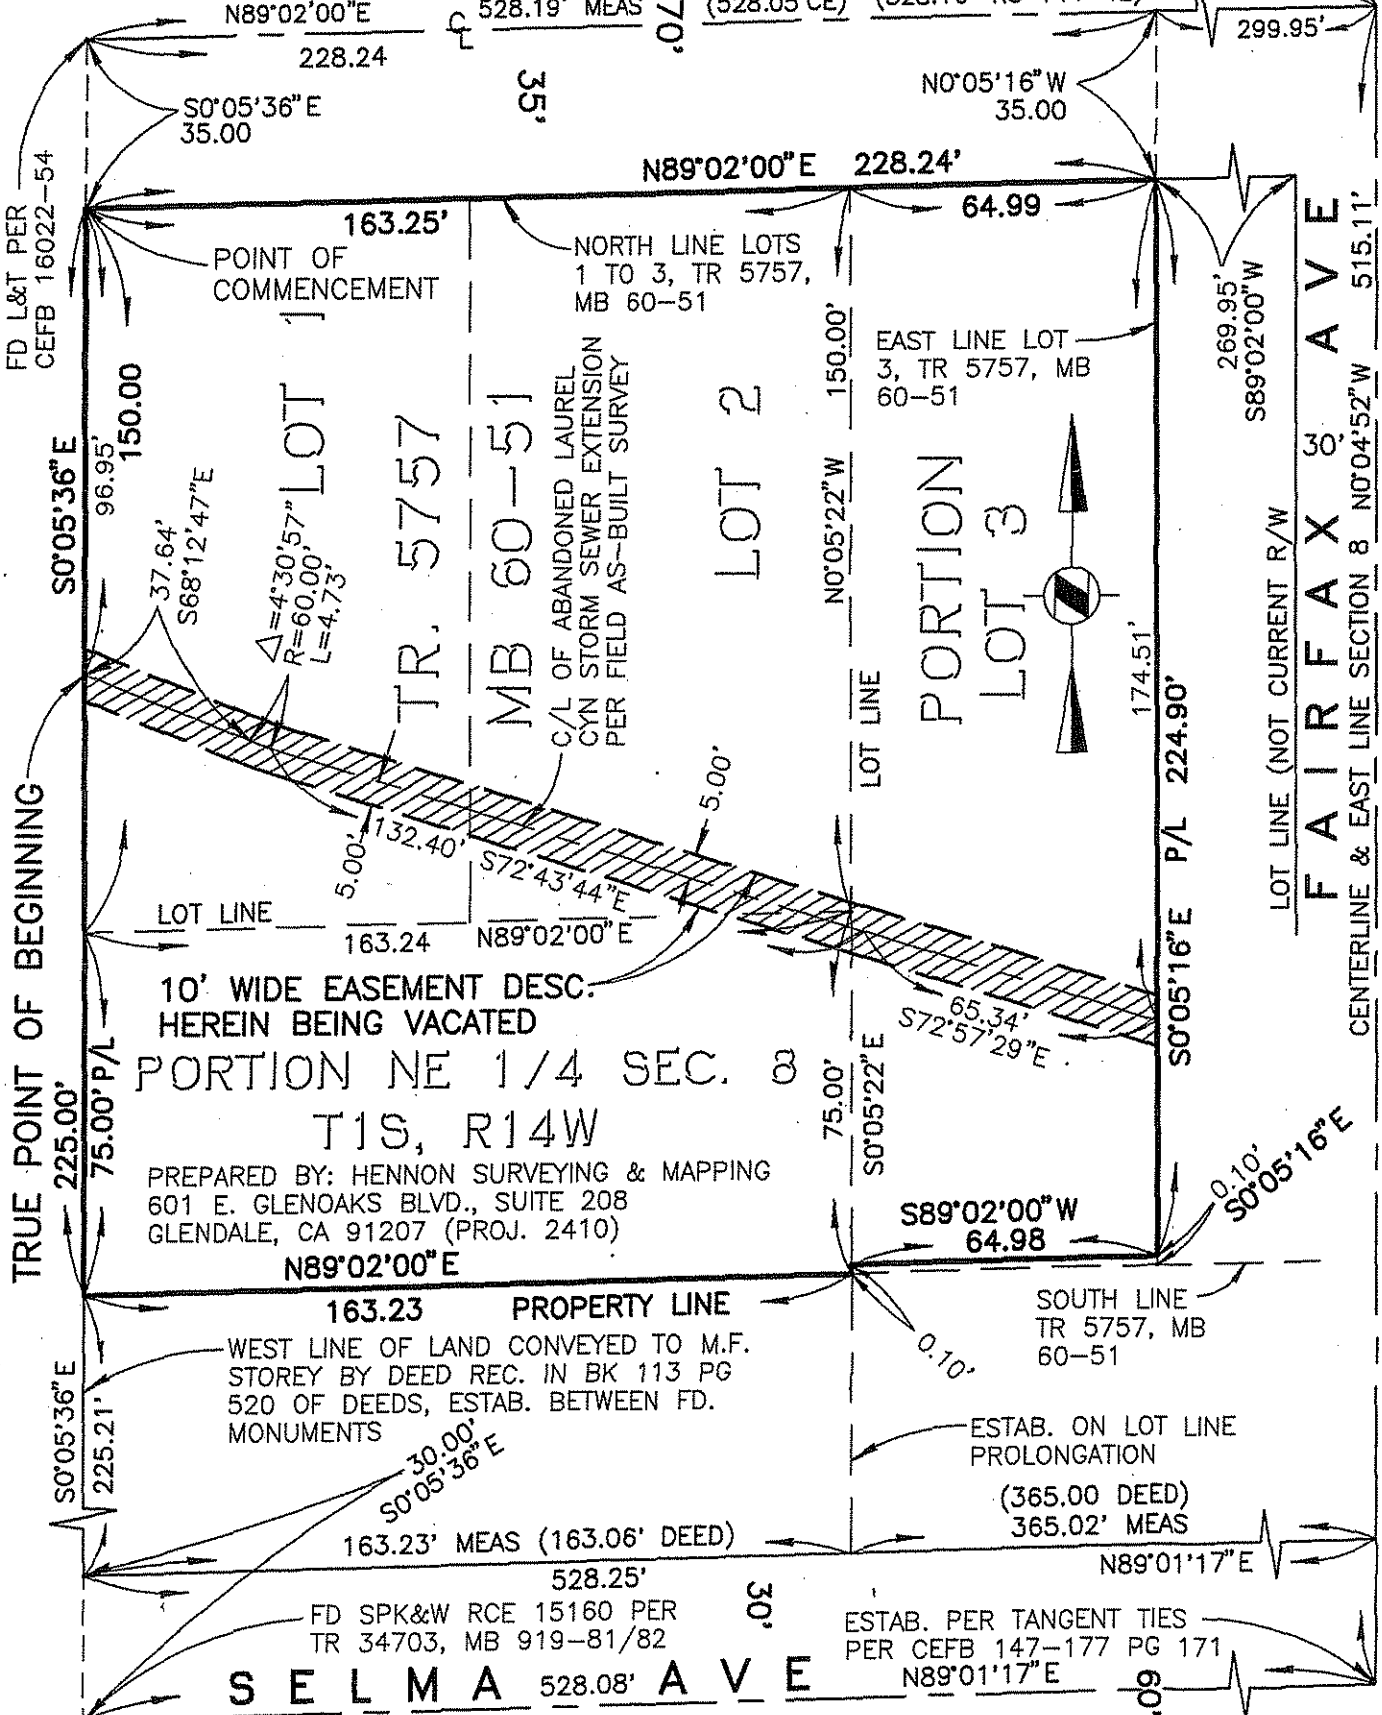 N89°02'00"E
528.19' MEAS
(528.05 CE)
70'
299.95'
℄
228.24
35'
S0°05'36"E
35.00
N0°05'16"W
35.00
FD L&T PER
CEFB 16022-54
N89°02'00"E 228.24'
163.25'
64.99
POINT OF
COMMENCEMENT
NORTH LINE LOTS
1 TO 3, TR 5757,
MB 60-51
EAST LINE LOT
3, TR 5757, MB
60-51
269.95'
S89°02'00"W
S0°05'36"E
96.95'
150.00
37.64'
S68°12'47"E
△=4°30'57"
R=60.00'
L=4.73'
LOT 1
TR. 5757
MB 60-51
C/L OF ABANDONED LAUREL
CYN STORM SEWER EXTENSION
PER FIELD AS-BUILT SURVEY
LOT 2
150.00'
N0°05'22"W
LOT LINE
PORTION
LOT 3
174.51'
S0°05'16"E P/L 224.90'
LOT LINE (NOT CURRENT R/W
30'
FAIRFAX AVE
CENTERLINE & EAST LINE SECTION 8 N0°04'52"W 515.11'
TRUE POINT OF BEGINNING
5.00'
132.40'
S72°43'44"E
5.00'
LOT LINE
163.24
N89°02'00"E
10' WIDE EASEMENT DESC.
HEREIN BEING VACATED
65.34'
S72°57'29"E
225.00'
75.00' P/L
PORTION NE 1/4 SEC. 8
T1S, R14W
75.00'
S0°05'22"E
PREPARED BY: HENNON SURVEYING & MAPPING
601 E. GLENOAKS BLVD., SUITE 208
GLENDALE, CA 91207 (PROJ. 2410)
S89°02'00"W
64.98
0.10'
S0°05'16"E
N89°02'00"E
163.23 PROPERTY LINE
0.10'
SOUTH LINE
TR 5757, MB
60-51
WEST LINE OF LAND CONVEYED TO M.F.
STOREY BY DEED REC. IN BK 113 PG
520 OF DEEDS, ESTAB. BETWEEN FD.
MONUMENTS
S0°05'36"E
225.21'
30.00'
S0°05'36"E
ESTAB. ON LOT LINE
PROLONGATION
(365.00 DEED)
365.02' MEAS
163.23' MEAS (163.06' DEED)
N89°01'17"E
528.25'
30'
FD SPK&W RCE 15160 PER
TR 34703, MB 919-81/82
ESTAB. PER TANGENT TIES
PER CEFB 147-177 PG 171
N89°01'17"E
SELMA AVE
528.08'
60'